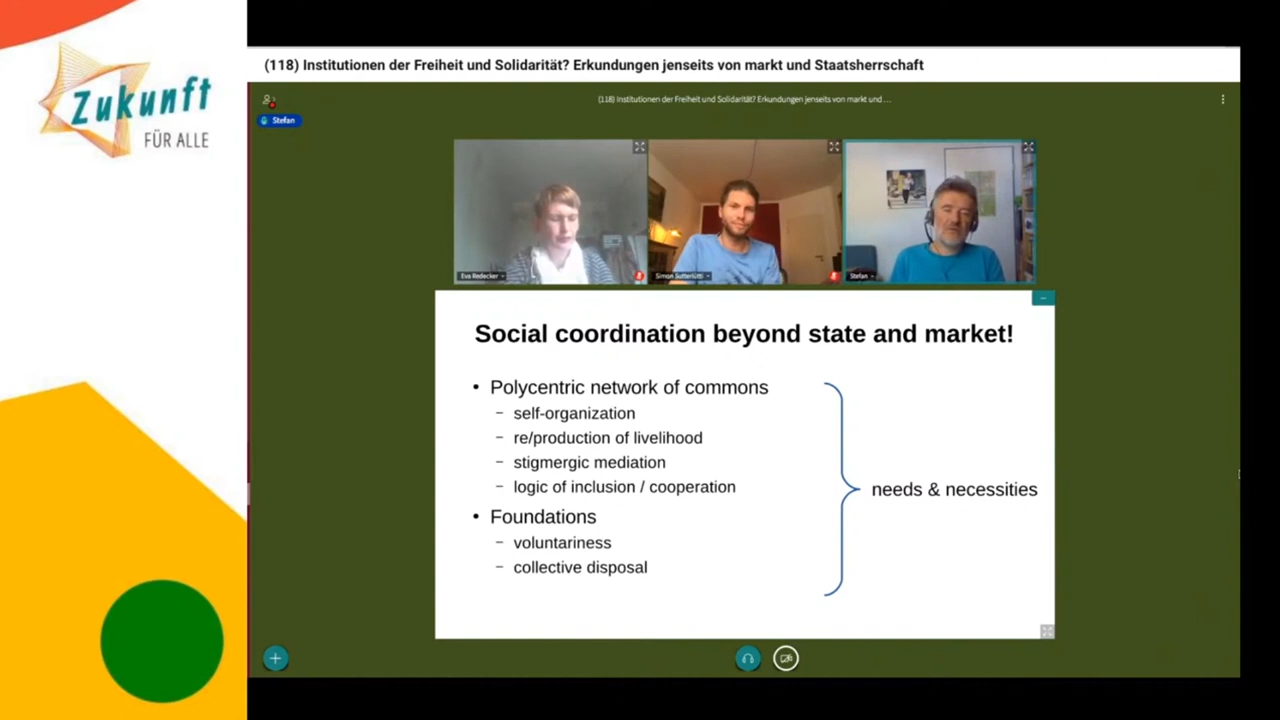 Zukunft
FÜR ALLE
(118) Institutionen der Freiheit und Solidarität? Erkundungen jenseits von markt und Staatsherrschaft
(118) Institutionen der Freiheit und Solidarität? Erkundungen jenseits von markt und ...
Stefan
Eva Redecker
Simon Sutterlütti
Stefan
Social coordination beyond state and market!
• Polycentric network of commons
– self-organization
– re/production of livelihood
– stigmergic mediation
– logic of inclusion / cooperation
needs & necessities
• Foundations
– voluntariness
– collective disposal